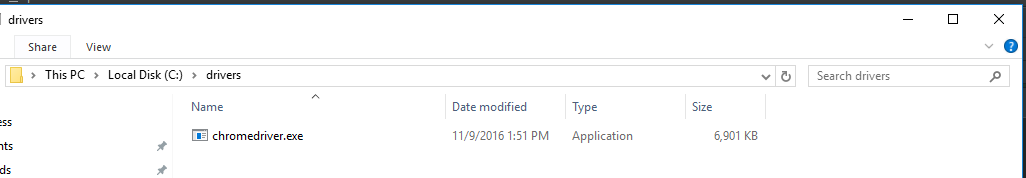 drivers
Share View
This PC Local Disk (C:) drivers Search drivers
Name Date modified Type Size
chromedriver.exe 11/9/2016 1:51 PM Application 6,901 KB
ess
nts
ds